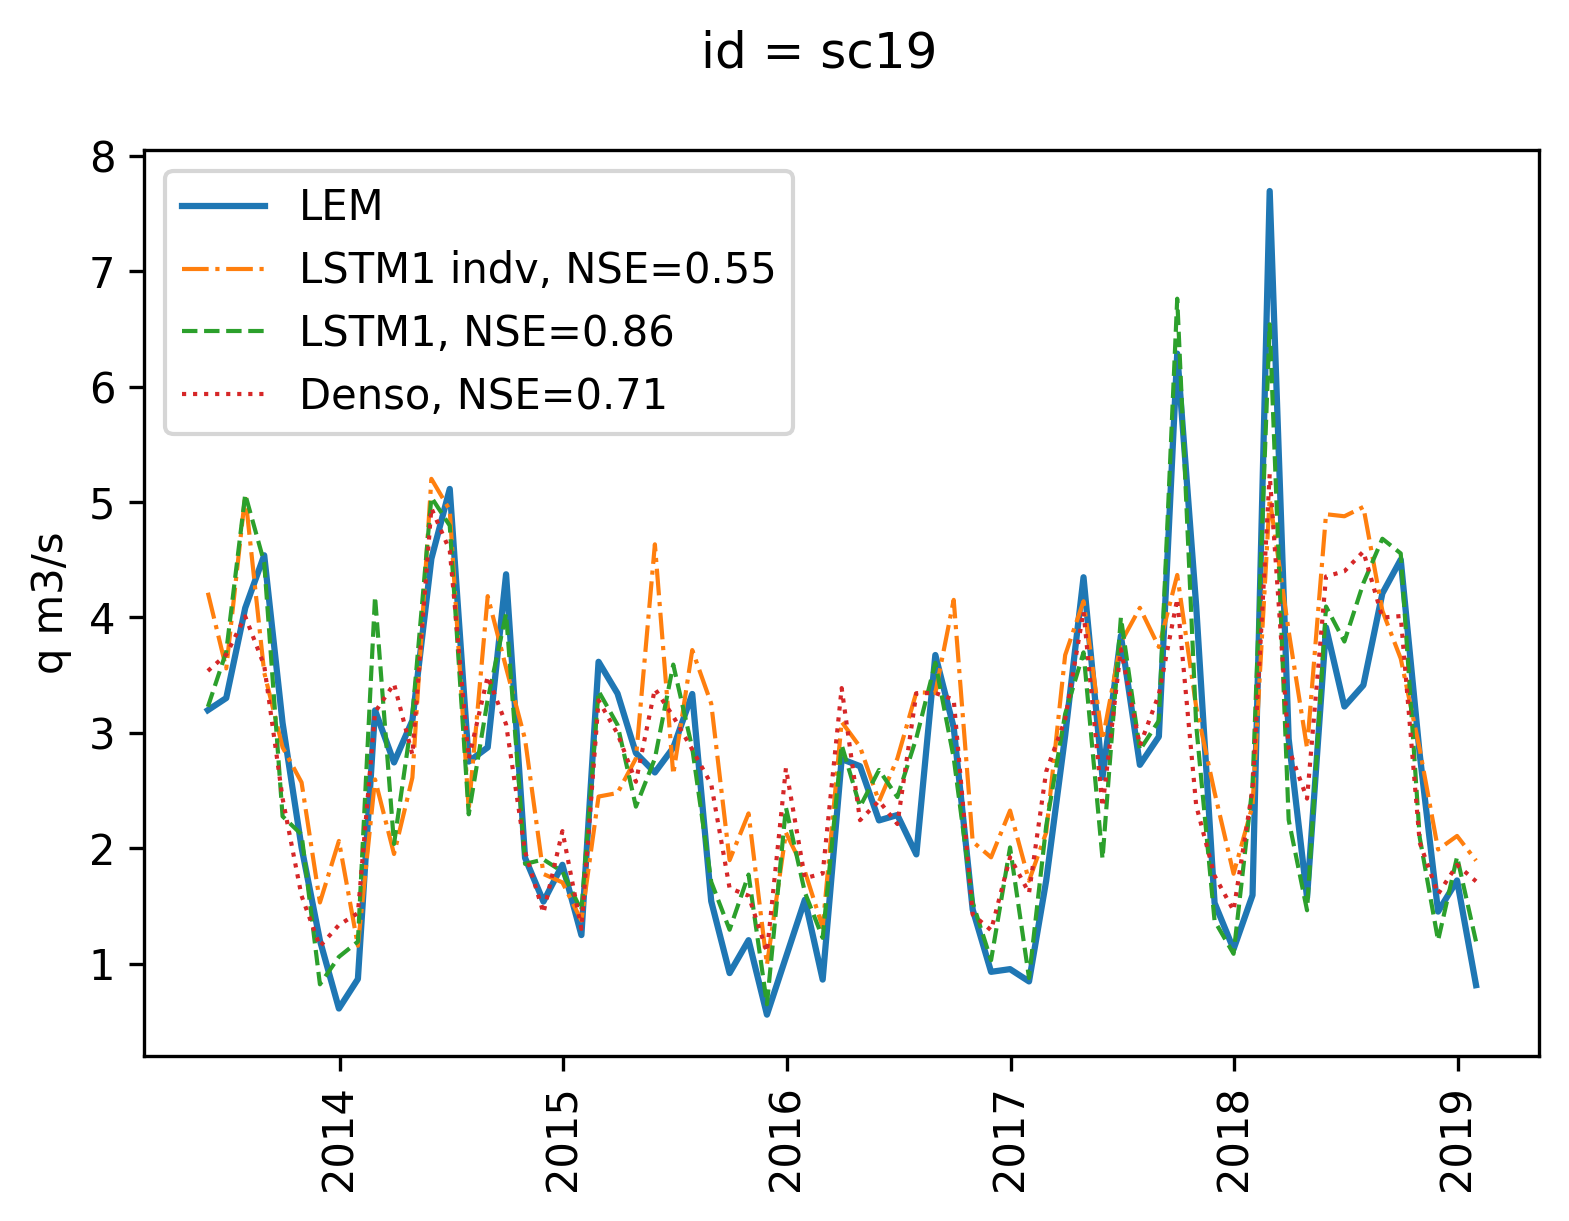 id = sc19
8
7
6
5
4
3
2
1
q m3/s
LEM
LSTM1 indv, NSE=0.55
LSTM1, NSE=0.86
Denso, NSE=0.71
2014
2015
2016
2017
2018
2019